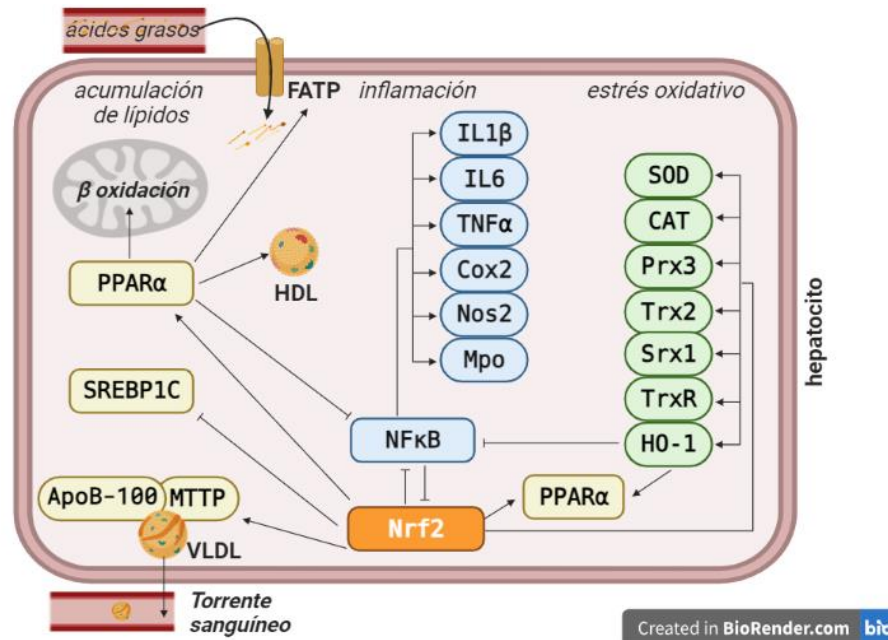 ácidos grasos
acumulación
de lípidos
FATP
inflamación
estrés oxidativo
β oxidación
IL1β
IL6
TNFα
Cox2
Nos2
Mpo
SOD
CAT
Prx3
Trx2
Srx1
TrxR
HO-1
PPARα
HDL
SREBP1C
NFκB
ApoB-100
MTTP
VLDL
Nrf2
PPARα
hepatocito
Torrente
sanguíneo
Created in BioRender.com